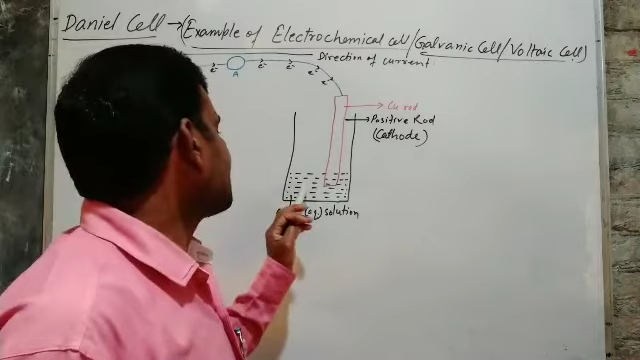 Daniel Cell → (Example of Electrochemical cell / Galvanic Cell / Voltaic Cell)
Direction of current
e⁻ A e⁻ e⁻ e⁻
Cu rod
Positive Rod
(Cathode)
(aq.) solution